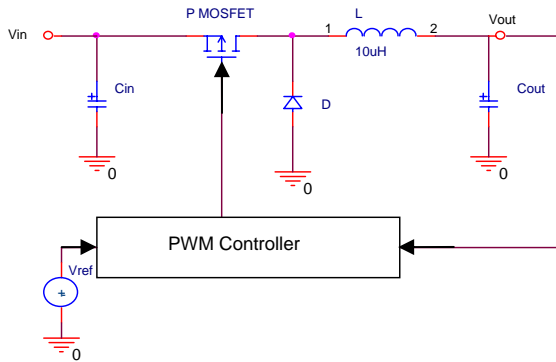 P MOSFET
L
Vin
1
2
Vout
10uH
Cin
D
Cout
0
0
0
PWM Controller
Vref
0